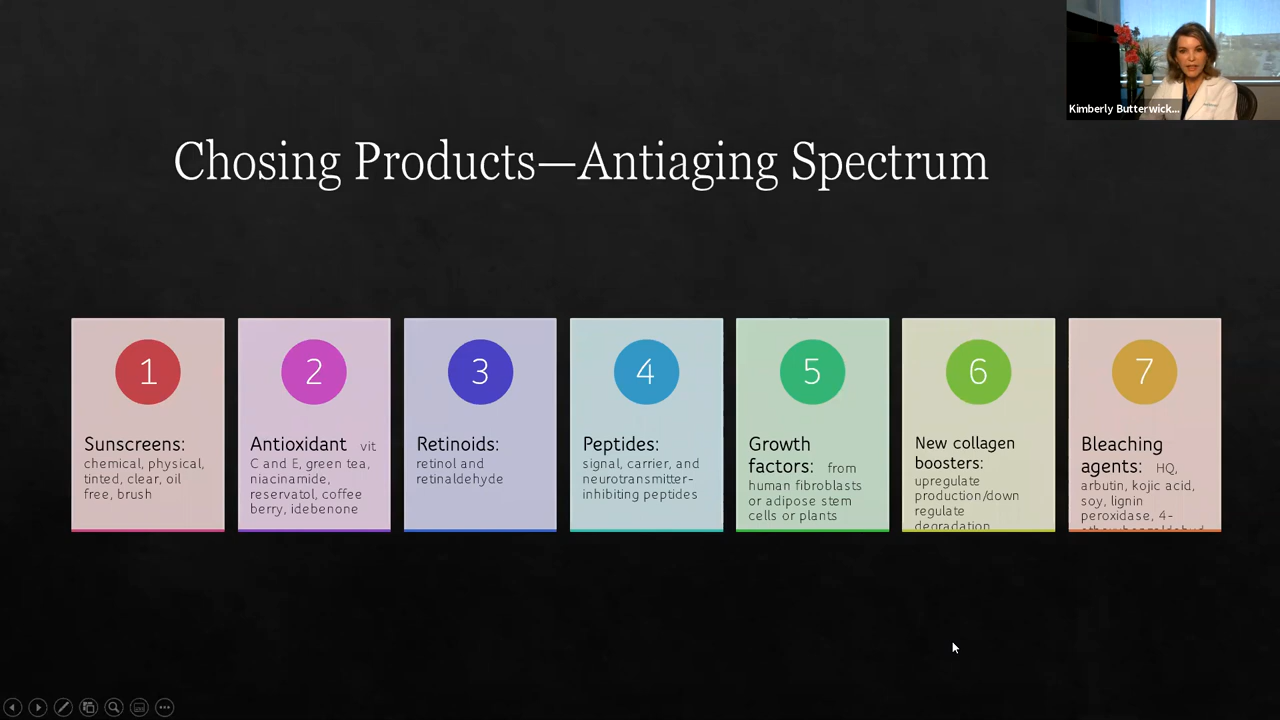 Kimberly Butterwick...
Chosing Products—Antiaging Spectrum
1
Sunscreens:
chemical, physical,
tinted, clear, oil
free, brush
2
Antioxidant vit
C and E, green tea,
niacinamide,
reservatol, coffee
berry, idebenone
3
Retinoids:
retinol and
retinaldehyde
4
Peptides:
signal, carrier, and
neurotransmitter-
inhibiting peptides
5
Growth
factors: from
human fibroblasts
or adipose stem
cells or plants
6
New collagen
boosters:
upregulate
production/down
regulate
degradation
7
Bleaching
agents: HQ,
arbutin, kojic acid,
soy, lignin
peroxidase, 4-